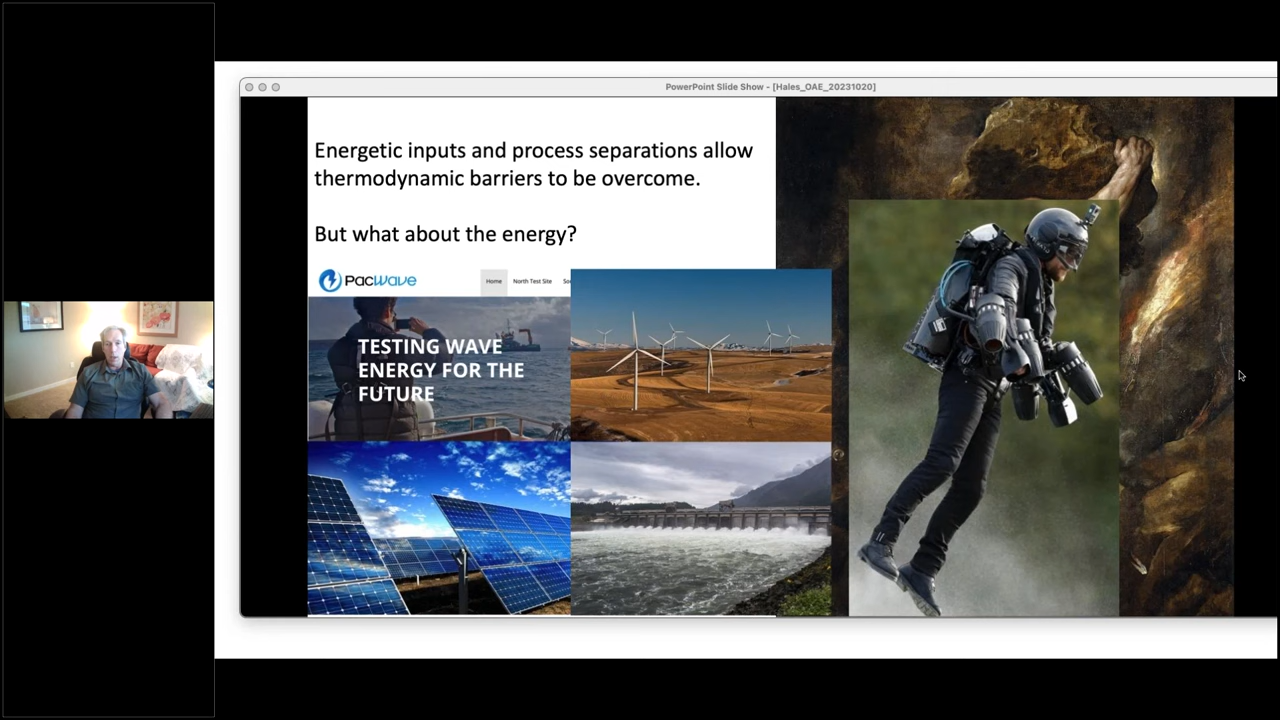 PowerPoint Slide Show - [Hales_OAE_20231020]
Energetic inputs and process separations allow
thermodynamic barriers to be overcome.
But what about the energy?
PacWave
Home North Test Site
TESTING WAVE
ENERGY FOR THE
FUTURE